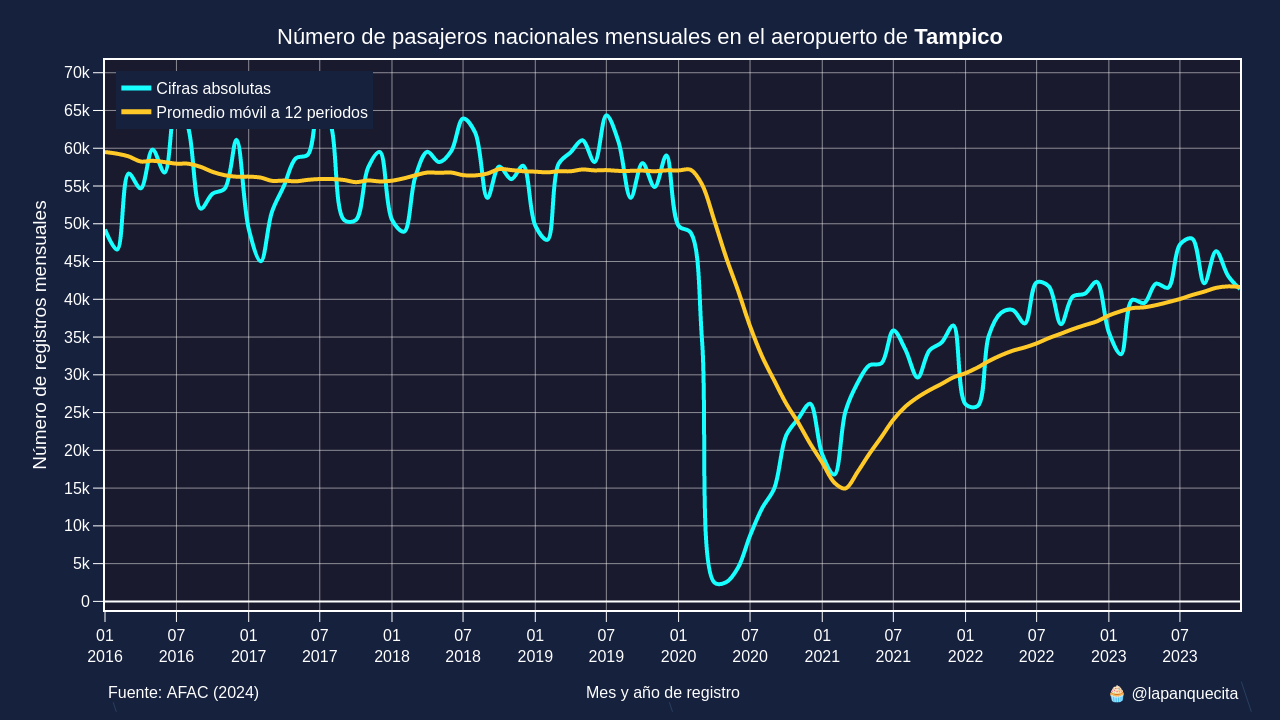 Número de pasajeros nacionales mensuales en el aeropuerto de Tampico
Cifras absolutas
Promedio móvil a 12 periodos
Número de registros mensuales
70k
65k
60k
55k
50k
45k
40k
35k
30k
25k
20k
15k
10k
5k
0
01 07 01 07 01 07 01 07 01 07 01 07 01 07 01 07
2016 2016 2017 2017 2018 2018 2019 2019 2020 2020 2021 2021 2022 2022 2023 2023
Fuente: AFAC (2024) Mes y año de registro 🧁 @lapanquecita